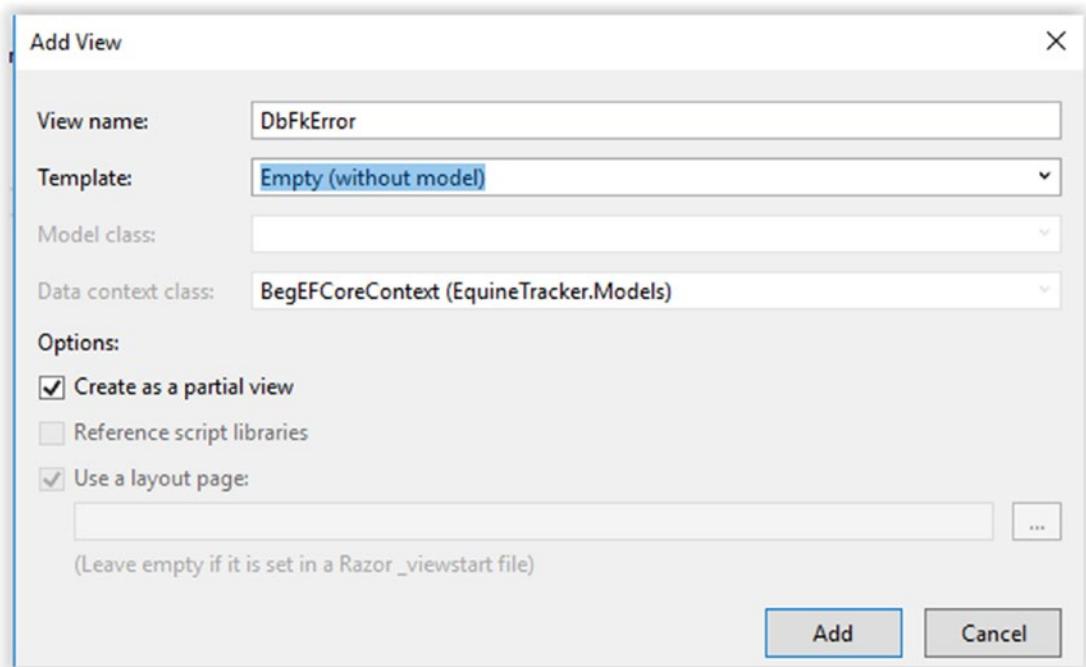 Add View
View name: DbFkError
Template: Empty (without model)
Model class:
Data context class: BegEFCoreContext (EquineTracker.Models)
Options:
Create as a partial view
Reference script libraries
Use a layout page:
...
(Leave empty if it is set in a Razor _viewstart file)
Add Cancel